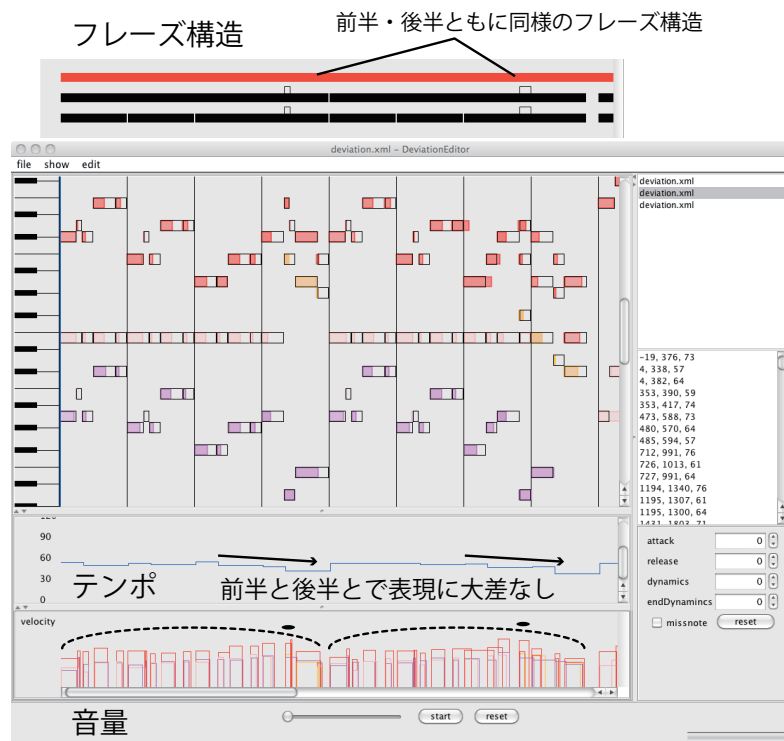 フレーズ構造
前半・後半ともに同様のフレーズ構造
deviation.xml – DeviationEditor
file show edit
deviation.xml
deviation.xml
deviation.xml
-19, 376, 73
4, 338, 57
4, 382, 64
353, 390, 59
353, 417, 74
473, 588, 73
480, 570, 64
485, 594, 57
712, 991, 76
726, 1013, 61
727, 991, 64
1194, 1340, 76
1195, 1307, 61
1195, 1300, 64
1431, 1803, 71
120
90
60
30
0
テンポ
前半と後半とで表現に大差なし
attack 0
release 0
dynamics 0
endDynamincs 0
missnote reset
velocity
音量
start reset